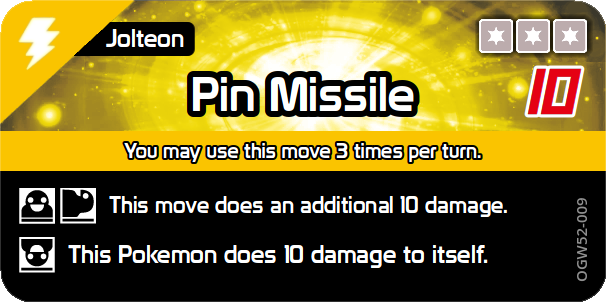 Jolteon
Pin Missile
10
You may use this move 3 times per turn.
This move does an additional 10 damage.
This Pokemon does 10 damage to itself.
OGW52-009